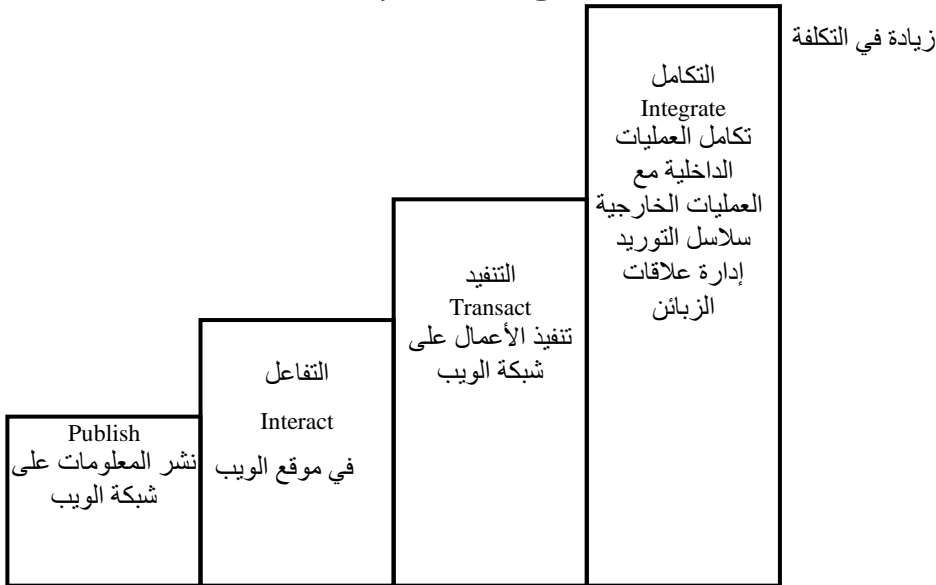 زيادة في التكلفة
التكامل
Integrate
تكامل العمليات
الداخلية مع
العمليات الخارجية
سلاسل التوريد
إدارة علاقات
الزبائن
التنفيد
Transact
تنفيذ الأعمال على
شبكة الويب
التفاعل
Interact
في موقع الويب
Publish
نشر المعلومات على
شبكة الويب